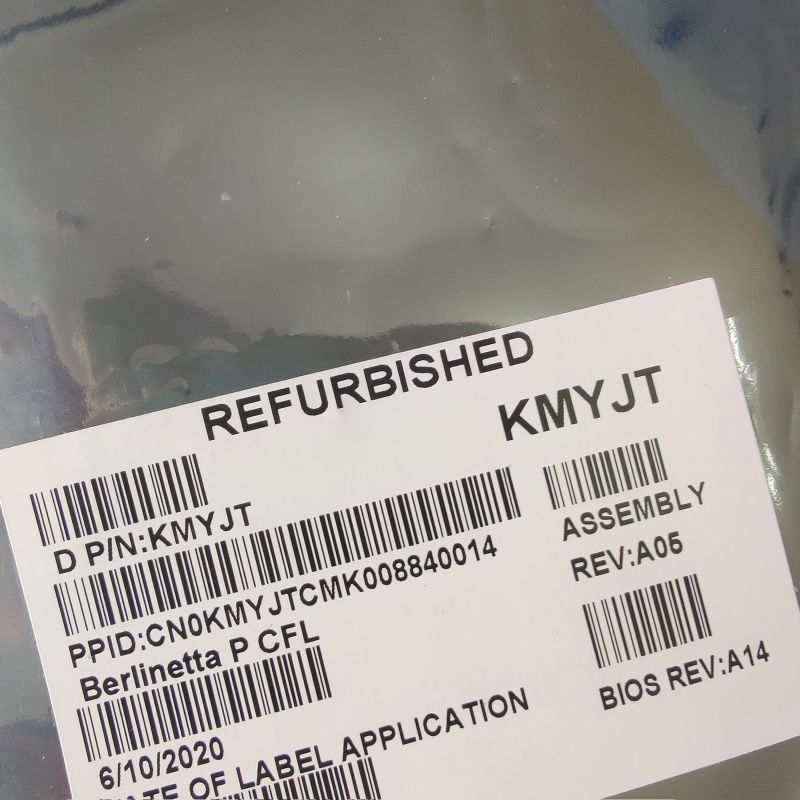 REFURBISHED
KMYJT
D P/N:KMYJT
ASSEMBLY
REV:A05
PPID:CN0KMYJTCMK008840014
Berlinetta P CFL
BIOS REV:A14
6/10/2020
DATE OF LABEL APPLICATION